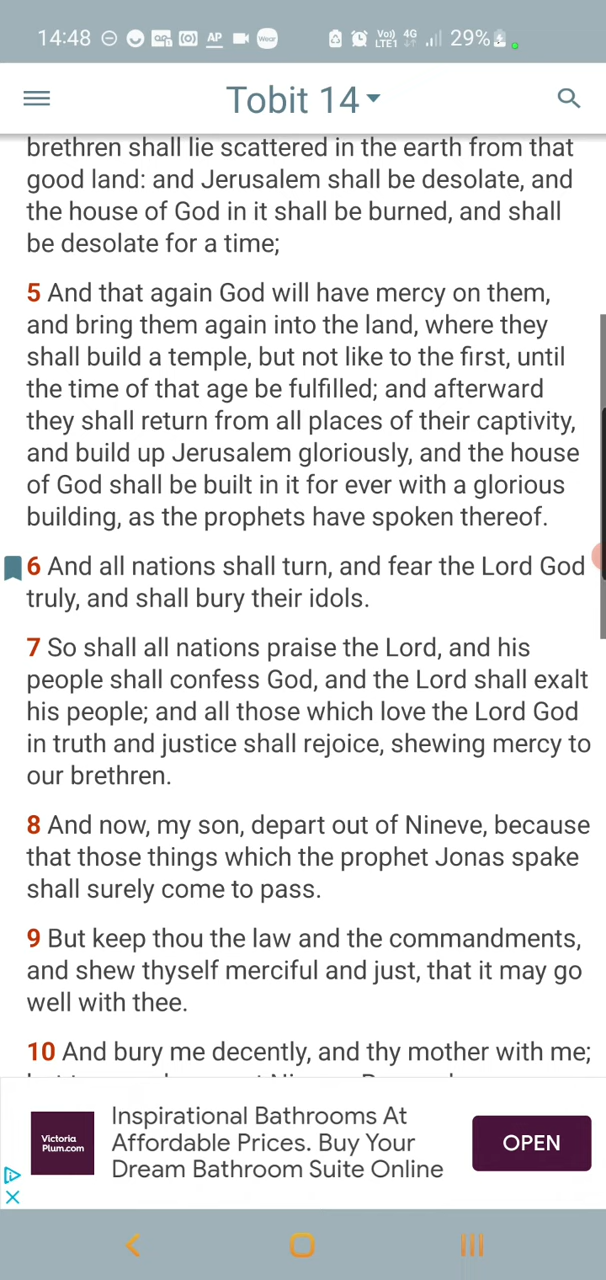 14:48
AP
Wear
Vo))
LTE1
4G
29%
Tobit 14
brethren shall lie scattered in the earth from that
good land: and Jerusalem shall be desolate, and
the house of God in it shall be burned, and shall
be desolate for a time;
5 And that again God will have mercy on them,
and bring them again into the land, where they
shall build a temple, but not like to the first, until
the time of that age be fulfilled; and afterward
they shall return from all places of their captivity,
and build up Jerusalem gloriously, and the house
of God shall be built in it for ever with a glorious
building, as the prophets have spoken thereof.
6 And all nations shall turn, and fear the Lord God
truly, and shall bury their idols.
7 So shall all nations praise the Lord, and his
people shall confess God, and the Lord shall exalt
his people; and all those which love the Lord God
in truth and justice shall rejoice, shewing mercy to
our brethren.
8 And now, my son, depart out of Nineve, because
that those things which the prophet Jonas spake
shall surely come to pass.
9 But keep thou the law and the commandments,
and shew thyself merciful and just, that it may go
well with thee.
10 And bury me decently, and thy mother with me;
Victoria
Plum.com
Inspirational Bathrooms At
Affordable Prices. Buy Your
Dream Bathroom Suite Online
OPEN